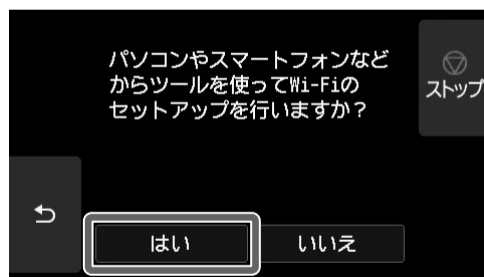 パソコンやスマートフォンなど
からツールを使ってWi-Fiの
セットアップを行いますか？
ストップ
はい
いいえ